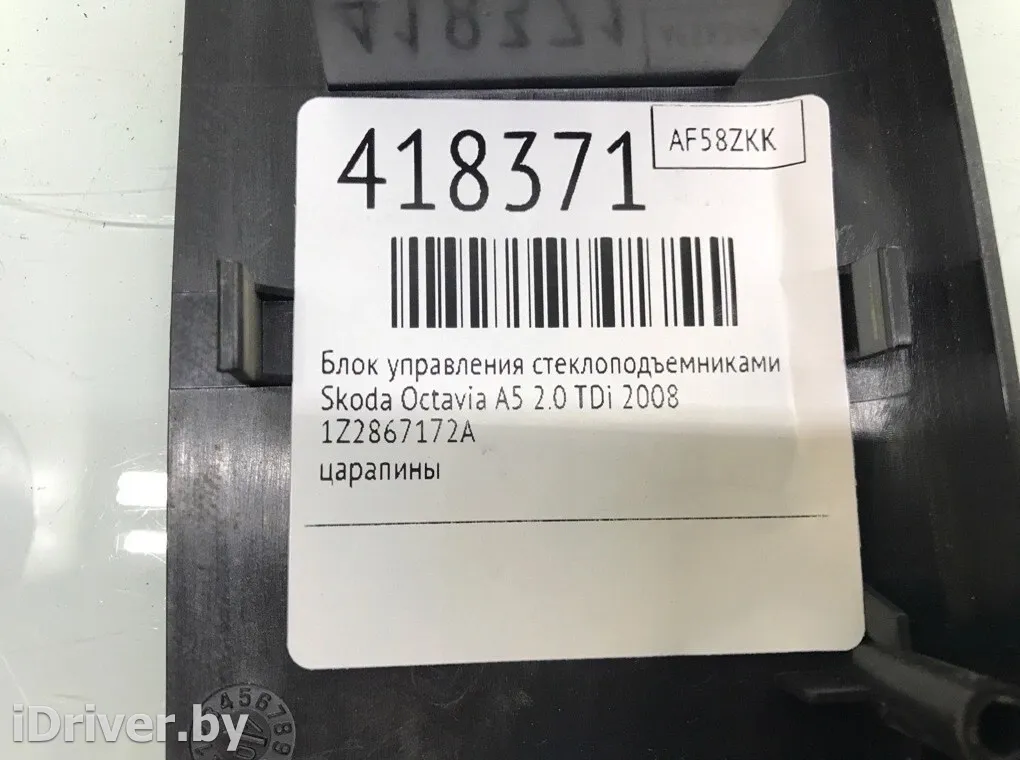 418371
AF58ZKK
Блок управления стеклоподъемниками
Skoda Octavia A5 2.0 TDi 2008
1Z2867172A
царапины
iDriver.by